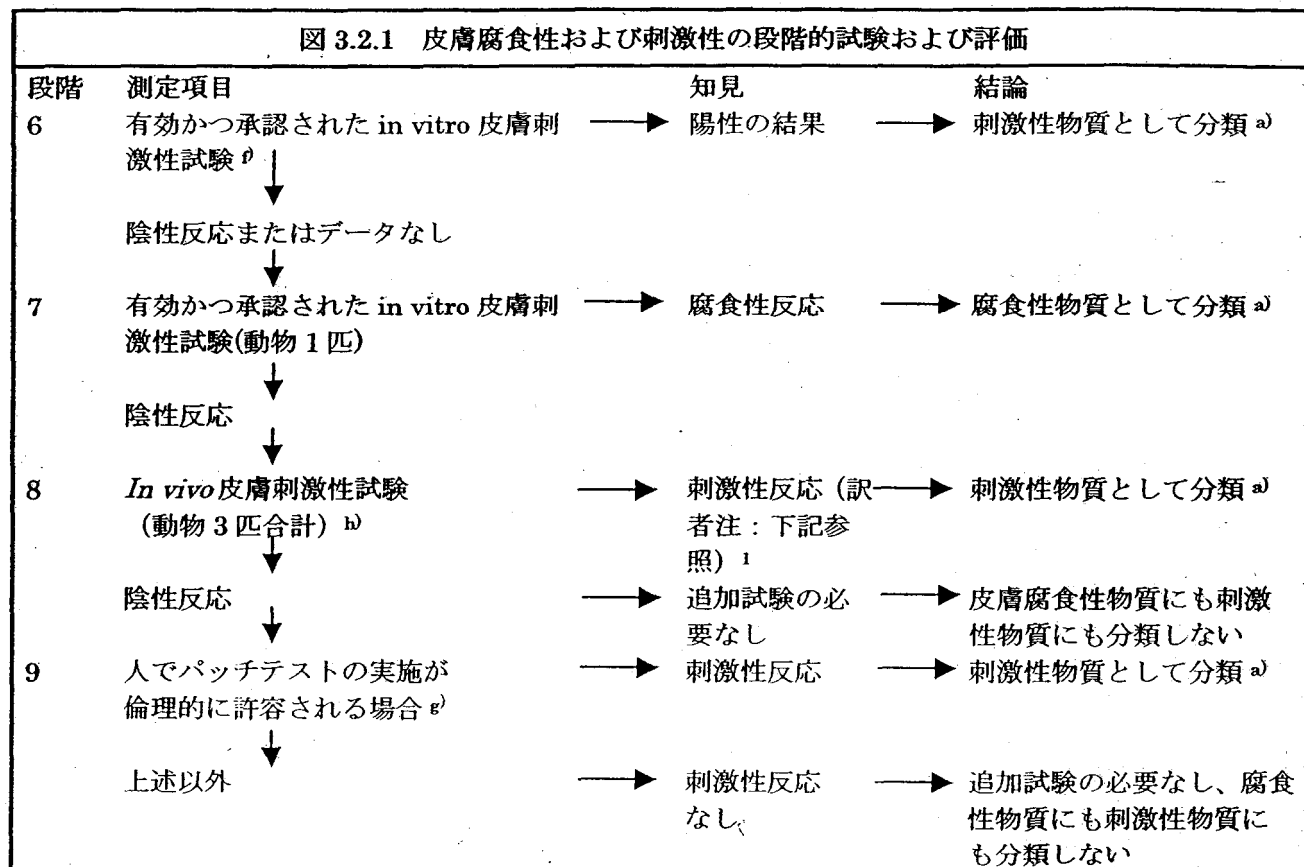 図 3.2.1 皮膚腐食性および刺激性の段階的試験および評価
段階 測定項目 知見 結論
6 有効かつ承認された in vitro 皮膚刺 陽性の結果 刺激性物質として分類 a)
激性試験 f)
陰性反応またはデータなし
7 有効かつ承認された in vitro 皮膚刺 腐食性反応 腐食性物質として分類 a)
激性試験(動物 1 匹)
陰性反応
8 In vivo 皮膚刺激性試験 刺激性反応(訳 刺激性物質として分類 a)
(動物 3 匹合計) h) 者注:下記参
照) 1
陰性反応 追加試験の必 皮膚腐食性物質にも刺激
要なし 性物質にも分類しない
9 人でパッチテストの実施が 刺激性反応 刺激性物質として分類 a)
倫理的に許容される場合 g)
上述以外 刺激性反応 追加試験の必要なし、腐食
なし 性物質にも刺激性物質に
も分類しない